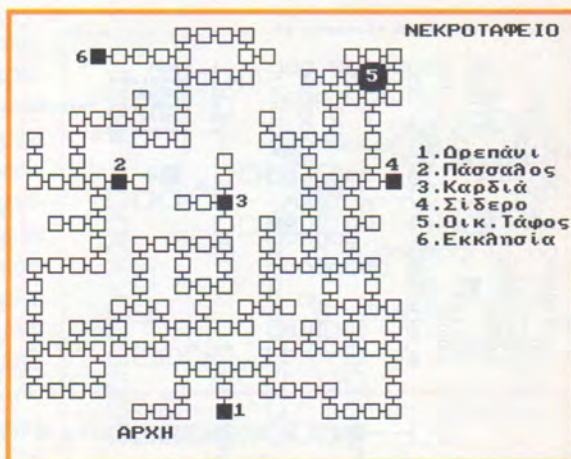 ΝΕΚΡΟΤΑΦΕΙΟ
6
5
2
4
3
1.Δρεπάνι
2.Πάσσαλος
3.Καρδιά
4.Σίδερο
5.Οικ.Τάφος
6.Εκκλησία
1
ΑΡΧΗ